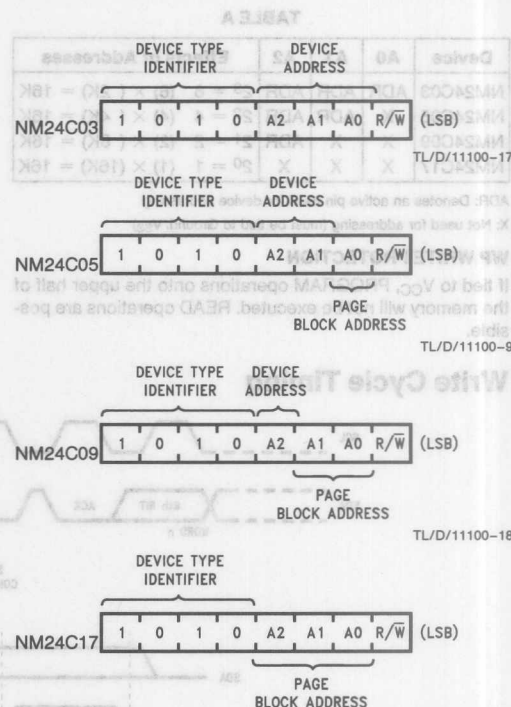 DEVICE TYPE IDENTIFIER DEVICE ADDRESS
NM24C03 1 0 1 0 A2 A1 A0 R/W̅ (LSB)
TL/D/11100–17
DEVICE TYPE IDENTIFIER DEVICE ADDRESS
NM24C05 1 0 1 0 A2 A1 A0 R/W̅ (LSB)
PAGE
BLOCK ADDRESS
TL/D/11100–9
DEVICE TYPE IDENTIFIER DEVICE ADDRESS
NM24C09 1 0 1 0 A2 A1 A0 R/W̅ (LSB)
PAGE
BLOCK ADDRESS
TL/D/11100–18
DEVICE TYPE
IDENTIFIER
NM24C17 1 0 1 0 A2 A1 A0 R/W̅ (LSB)
PAGE
BLOCK ADDRESS